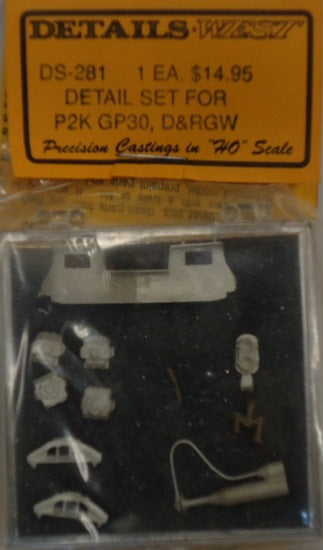 DETAILS-WEST
DS-281 1 EA. $14.95
DETAIL SET FOR
P2K GP30, D&RGW
Precision Castings in "HO" Scale